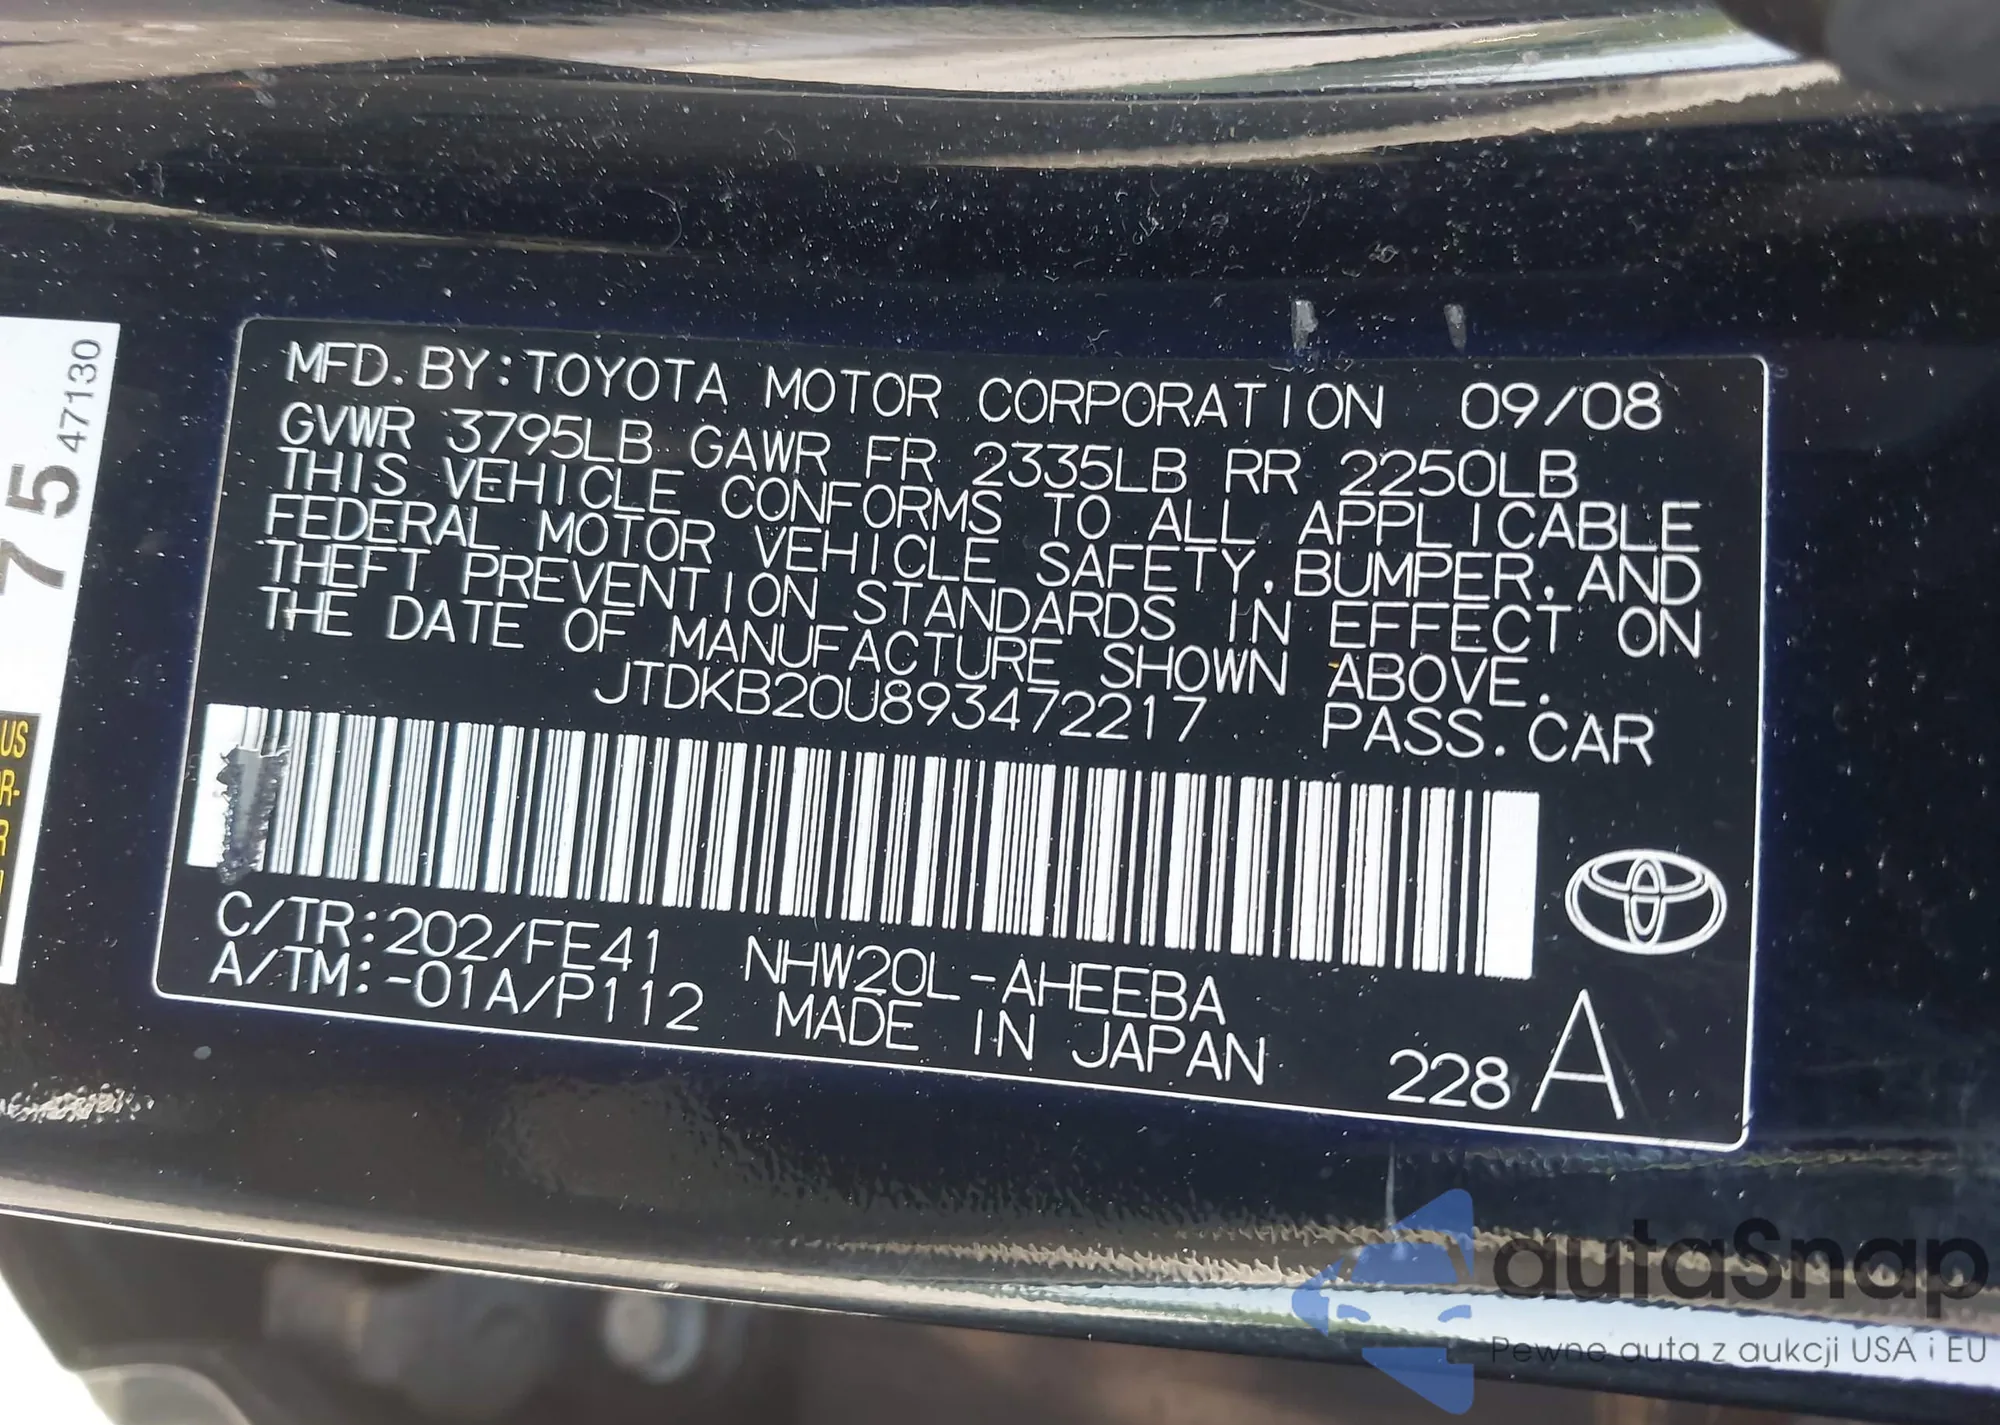 MFD. BY: TOYOTA MOTOR CORPORATION 09/08
GVWR 3795LB GAWR FR 2335LB RR 2250LB
THIS VEHICLE CONFORMS TO ALL APPLICABLE
FEDERAL MOTOR VEHICLE SAFETY, BUMPER, AND
THEFT PREVENTION STANDARDS IN EFFECT ON
THE DATE OF MANUFACTURE SHOWN ABOVE.
JTDKB20U893472217 PASS. CAR
C/TR: 202/FE41 NHW20L-AHEEBA
A/TM: -01A/P112 MADE IN JAPAN 228 A
75 47130
US
R-
R
autaSnap
Pewne auta z aukcji USA i EU